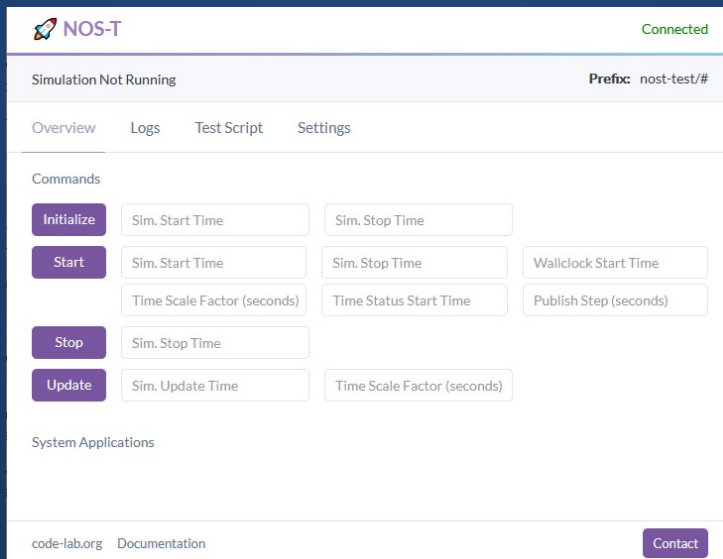 NOS-T
Connected
Simulation Not Running
Prefix: nost-test/#
Overview Logs Test Script Settings
Commands
Initialize Sim. Start Time Sim. Stop Time
Start Sim. Start Time Sim. Stop Time Wallclock Start Time
Time Scale Factor (seconds) Time Status Start Time Publish Step (seconds)
Stop Sim. Stop Time
Update Sim. Update Time Time Scale Factor (seconds)
System Applications
code-lab.org Documentation Contact